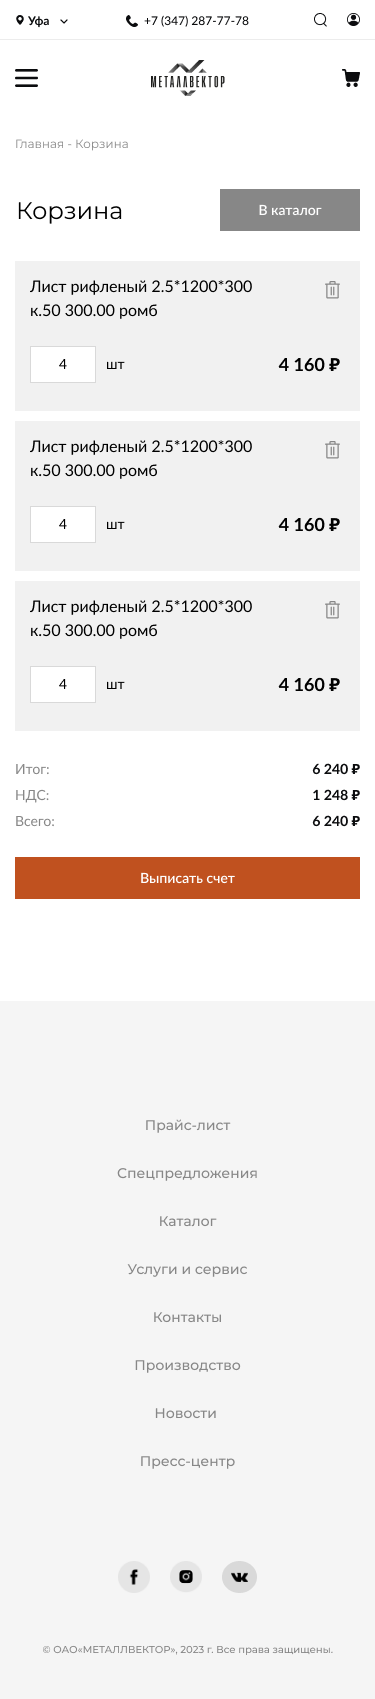 Уфа
+7 (347) 287-77-78
МЕТАЛЛВЕКТОР
Главная - Корзина
Корзина
В каталог
Лист рифленый 2.5*1200*300
к.50 300.00 ромб
4 шт 4 160 ₽
Лист рифленый 2.5*1200*300
к.50 300.00 ромб
4 шт 4 160 ₽
Лист рифленый 2.5*1200*300
к.50 300.00 ромб
4 шт 4 160 ₽
Итог: 6 240 ₽
НДС: 1 248 ₽
Всего: 6 240 ₽
Выписать счет
Прайс-лист
Спецпредложения
Каталог
Услуги и сервис
Контакты
Производство
Новости
Пресс-центр
© ОАО«МЕТАЛЛВЕКТОР», 2023 г. Все права защищены.